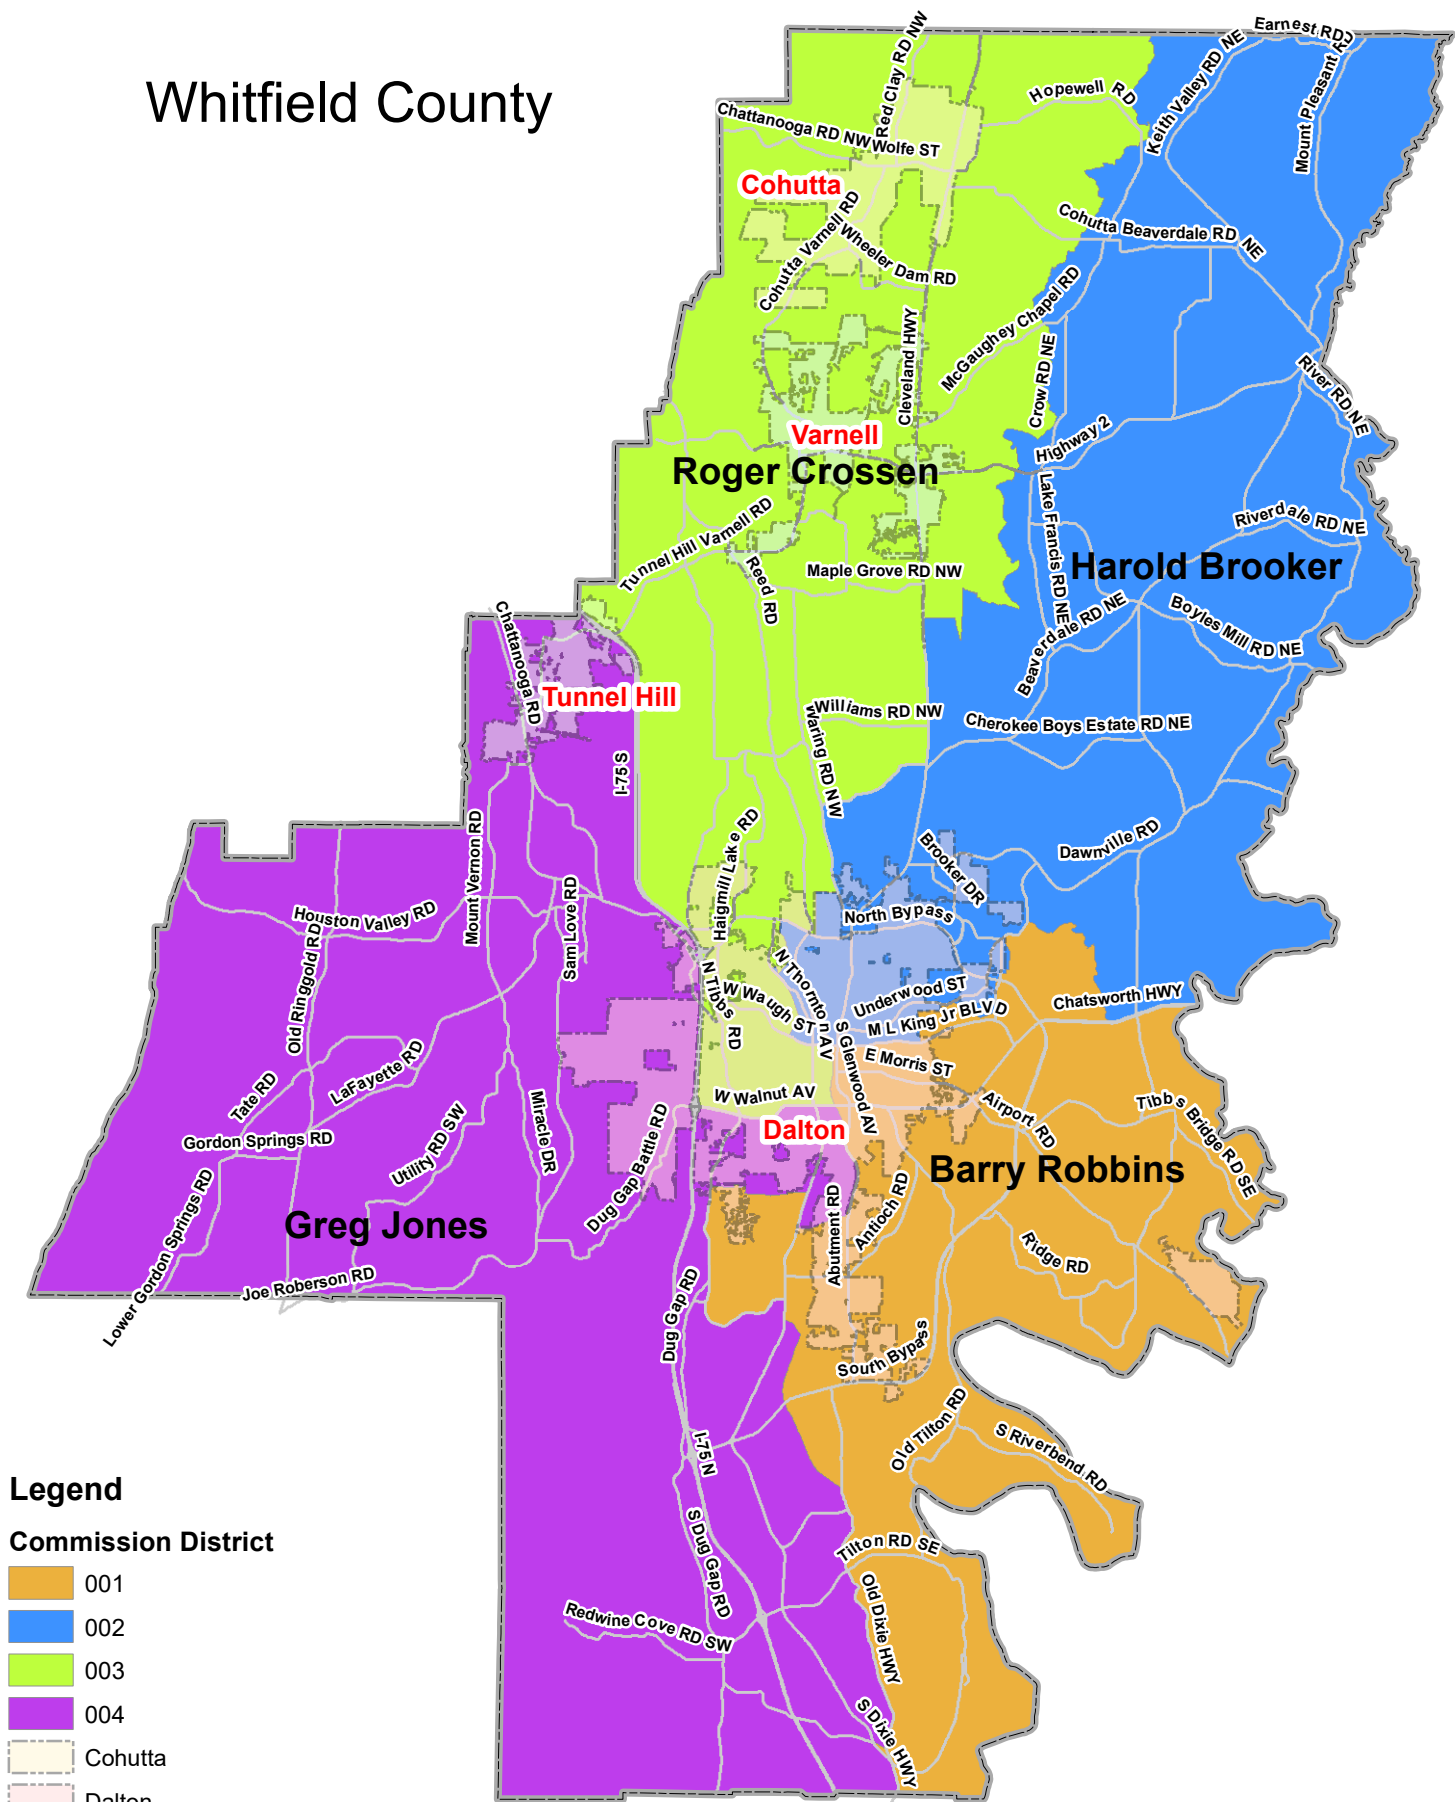 Whitfield County
Earnest RD
Red Clay RD NW
Keith Valley RD NE
Mount Pleasant RD
Hopewell RD
Chattanooga RD NW
Wolfe ST
Cohutta
Cohutta Varnell RD
Wheeler Dam RD
Cohutta Beaverdale RD NE
McGaughey Chapel RD
Cleveland HWY
Crow RD NE
River RD NE
Varnell
Highway 2
Roger Crossen
Lake Francis RD NE
Riverdale RD NE
Tunnel Hill Varnell RD
Reed RD
Maple Grove RD NW
Harold Brooker
Beaverdale RD NE
Boyles Mill RD NE
Chattanooga RD
Tunnel Hill
Williams RD NW
Waring RD NW
Cherokee Boys Estate RD NE
I-75 S
Mount Vernon RD
Haigmill Lake RD
Brooker DR
Dawnville RD
Houston Valley RD
Sam Love RD
North Bypass
Old Ringgold RD
N Tibbs RD
W Waugh ST
N Thornton AV
Underwood ST
M L King Jr BLVD
Chatsworth HWY
S Glenwood AV
E Morris ST
LaFayette RD
Tate RD
W Walnut AV
Airport RD
Tibbs Bridge RD SE
Gordon Springs RD
Utility RD SW
Miracle DR
Dug Gap Battle RD
Dalton
Barry Robbins
Lower Gordon Springs RD
Greg Jones
Abutment RD
Antioch RD
Ridge RD
Joe Roberson RD
Dug Gap RD
South Bypass
Old Tilton RD
S Riverbend RD
I-75 N
S Dug Gap RD
Tilton RD SE
Old Dixie HWY
Redwine Cove RD SW
S Dixie HWY
Legend
Commission District
001
002
003
004
Cohutta
Dalton